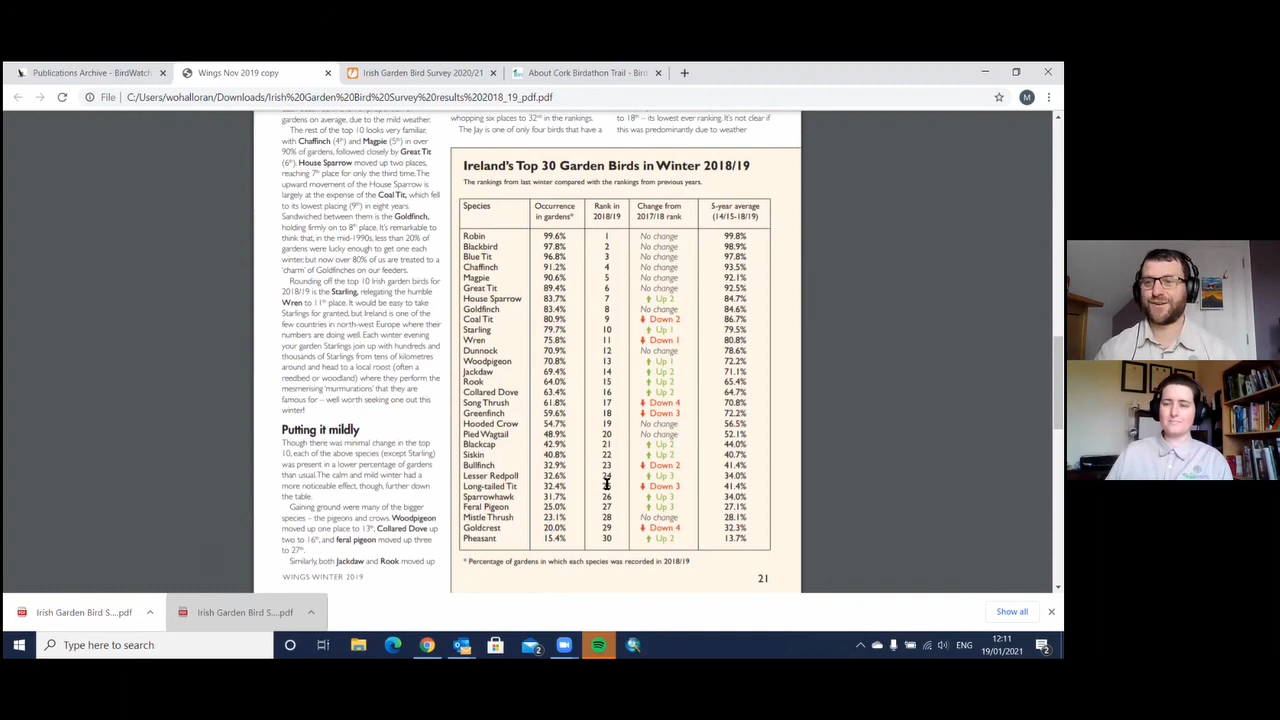 Publications Archive - BirdWatch
Wings Nov 2019 copy
Irish Garden Bird Survey 2020/21
About Cork Birdathon Trail - Bird
File
C:/Users/wohalloran/Downloads/Irish%20Garden%20Bird%20Survey%20results%202018_19_pdf.pdf
M
gardens on average, due to the mild weather.
The rest of the top 10 looks very familiar,
with Chaffinch (4th) and Magpie (5th) in over
90% of gardens, followed closely by Great Tit
(6th). House Sparrow moved up two places,
reaching 7th place for only the third time. The
upward movement of the House Sparrow is
largely at the expense of the Coal Tit, which fell
to its lowest placing (9th) in eight years.
Sandwiched between them is the Goldfinch,
holding firmly on to 8th place. It's remarkable to
think that, in the mid-1990s, less than 20% of
gardens were lucky enough to get one each
winter, but now over 80% of us are treated to a
'charm' of Goldfinches on our feeders.
Rounding off the top 10 Irish garden birds for
2018/19 is the Starling, relegating the humble
Wren to 11th place. It would be easy to take
Starlings for granted, but Ireland is one of the
few countries in north-west Europe where their
numbers are doing well. Each winter evening
your garden Starlings join up with hundreds and
thousands of Starlings from tens of kilometres
around and head to a local roost (often a
reedbed or woodland) where they perform the
mesmerising 'murmurations' that they are
famous for – well worth seeking one out this
winter!
Putting it mildly
Though there was minimal change in the top
10, each of the above species (except Starling)
was present in a lower percentage of gardens
than usual. The calm and mild winter had a
more noticeable effect, though, further down
the table.
Gaining ground were many of the bigger
species – the pigeons and crows. Woodpigeon
moved up one place to 13th, Collared Dove up
two to 16th, and feral pigeon moved up three
to 27th.
Similarly, both Jackdaw and Rook moved up
WINGS WINTER 2019
whopping six places to 32nd in the rankings.
The Jay is one of only four birds that have a
to 18th – its lowest ever ranking. It's not clear if
this was predominantly due to weather
Ireland's Top 30 Garden Birds in Winter 2018/19
The rankings from last winter compared with the rankings from previous years.
Species Occurrence in gardens* Rank in 2018/19 Change from 2017/18 rank 5-year average (14/15-18/19)
Robin 99.6% 1 No change 99.8%
Blackbird 97.8% 2 No change 98.9%
Blue Tit 96.8% 3 No change 97.8%
Chaffinch 91.2% 4 No change 93.5%
Magpie 90.6% 5 No change 92.1%
Great Tit 89.4% 6 No change 92.5%
House Sparrow 83.7% 7 Up 2 84.7%
Goldfinch 83.4% 8 No change 84.6%
Coal Tit 80.9% 9 Down 2 86.7%
Starling 79.7% 10 Up 1 79.5%
Wren 75.8% 11 Down 1 80.8%
Dunnock 70.9% 12 No change 78.6%
Woodpigeon 70.8% 13 Up 1 72.2%
Jackdaw 69.4% 14 Up 2 71.1%
Rook 64.0% 15 Up 2 65.4%
Collared Dove 63.4% 16 Up 2 64.7%
Song Thrush 61.8% 17 Down 4 70.8%
Greenfinch 59.6% 18 Down 3 72.2%
Hooded Crow 54.7% 19 No change 56.5%
Pied Wagtail 48.9% 20 No change 52.1%
Blackcap 42.9% 21 Up 2 44.0%
Siskin 40.8% 22 Up 2 40.7%
Bullfinch 32.9% 23 Down 2 41.4%
Lesser Redpoll 32.6% 24 Up 3 34.0%
Long-tailed Tit 32.4% Down 3 41.4%
Sparrowhawk 31.7% 26 Up 3 34.0%
Feral Pigeon 25.0% 27 Up 3 27.1%
Mistle Thrush 23.1% 28 No change 28.1%
Goldcrest 20.0% 29 Down 4 32.3%
Pheasant 15.4% 30 Up 2 13.7%
* Percentage of gardens in which each species was recorded in 2018/19
21
Irish Garden Bird S....pdf
Irish Garden Bird S....pdf
Show all
Type here to search
2
ENG
12:11
19/01/2021
2